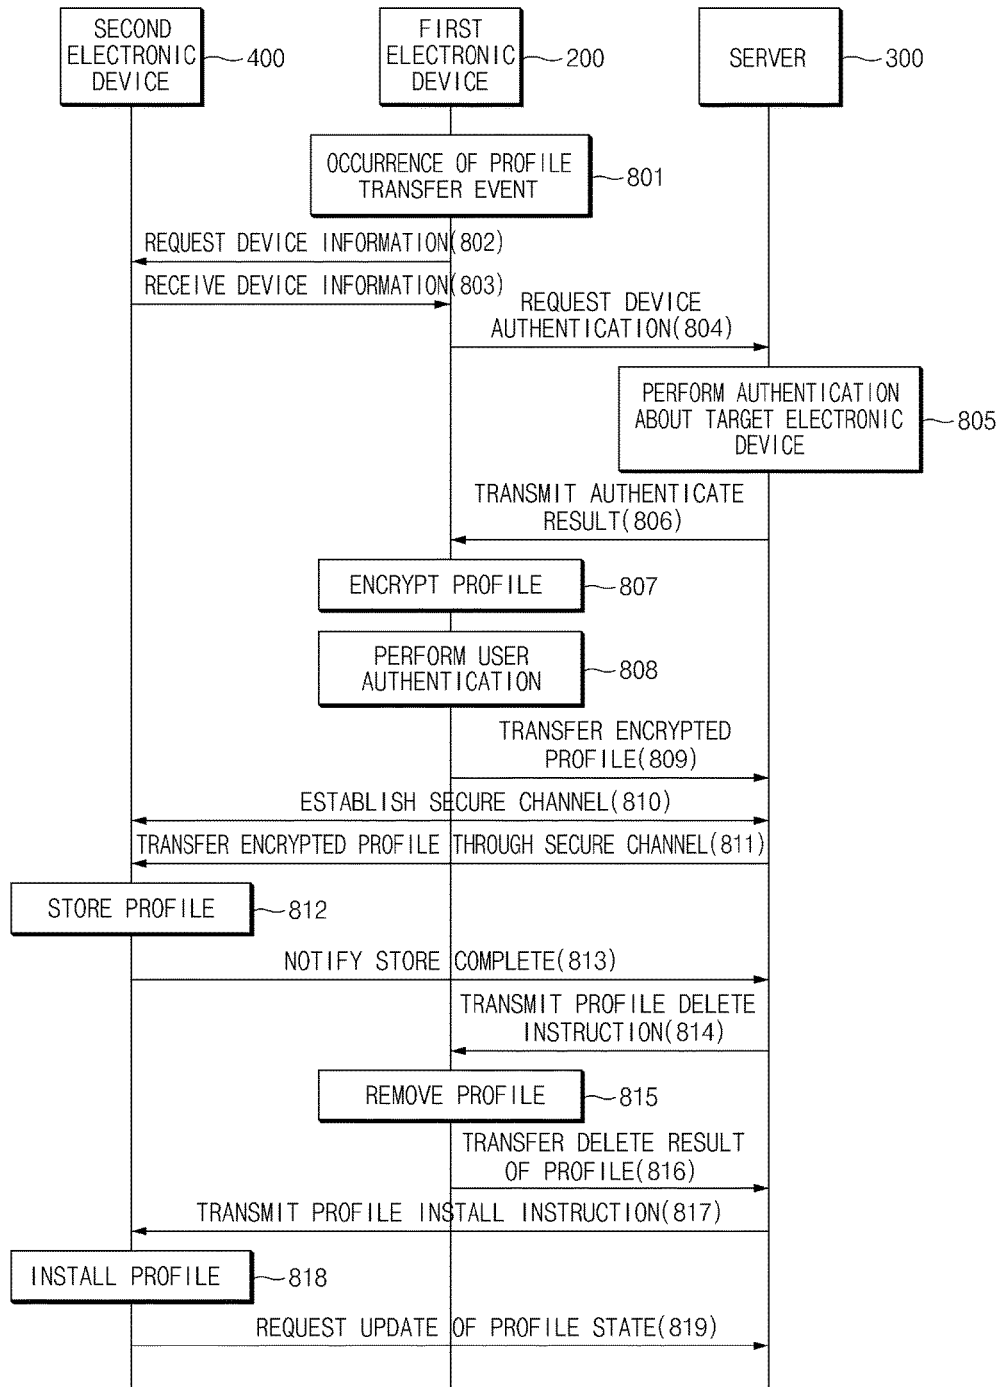 SECOND
ELECTRONIC
DEVICE
400
FIRST
ELECTRONIC
DEVICE
200
SERVER
300
OCCURRENCE OF PROFILE
TRANSFER EVENT
801
REQUEST DEVICE INFORMATION(802)
RECEIVE DEVICE INFORMATION(803)
REQUEST DEVICE
AUTHENTICATION(804)
PERFORM AUTHENTICATION
ABOUT TARGET ELECTRONIC
DEVICE
805
TRANSMIT AUTHENTICATE
RESULT(806)
ENCRYPT PROFILE
807
PERFORM USER
AUTHENTICATION
808
TRANSFER ENCRYPTED
PROFILE(809)
ESTABLISH SECURE CHANNEL(810)
TRANSFER ENCRYPTED PROFILE THROUGH SECURE CHANNEL(811)
STORE PROFILE
812
NOTIFY STORE COMPLETE(813)
TRANSMIT PROFILE DELETE
INSTRUCTION(814)
REMOVE PROFILE
815
TRANSFER DELETE RESULT
OF PROFILE(816)
TRANSMIT PROFILE INSTALL INSTRUCTION(817)
INSTALL PROFILE
818
REQUEST UPDATE OF PROFILE STATE(819)